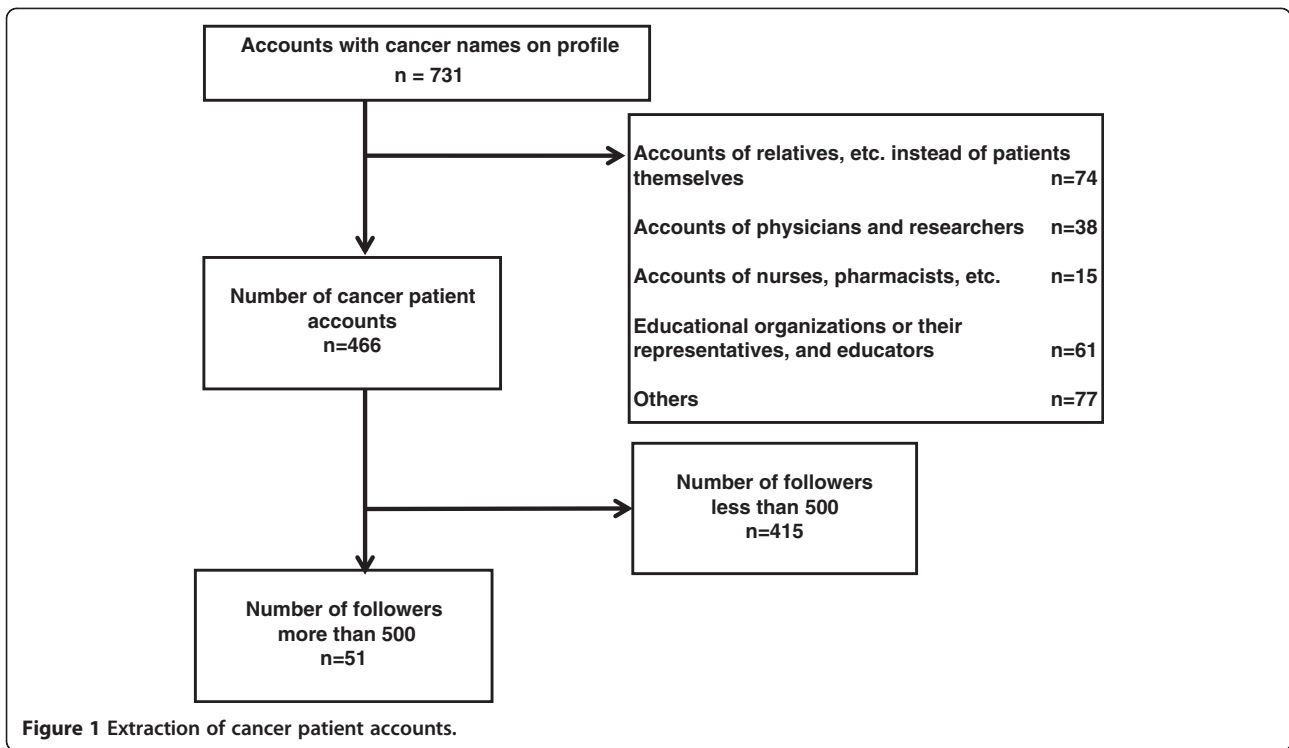 Accounts with cancer names on profile
n = 731
Accounts of relatives, etc. instead of patients
themselves n=74
Accounts of physicians and researchers n=38
Accounts of nurses, pharmacists, etc. n=15
Educational organizations or their
representatives, and educators n=61
Others n=77
Number of cancer patient
accounts
n=466
Number of followers
less than 500
n=415
Number of followers
more than 500
n=51
Figure 1 Extraction of cancer patient accounts.